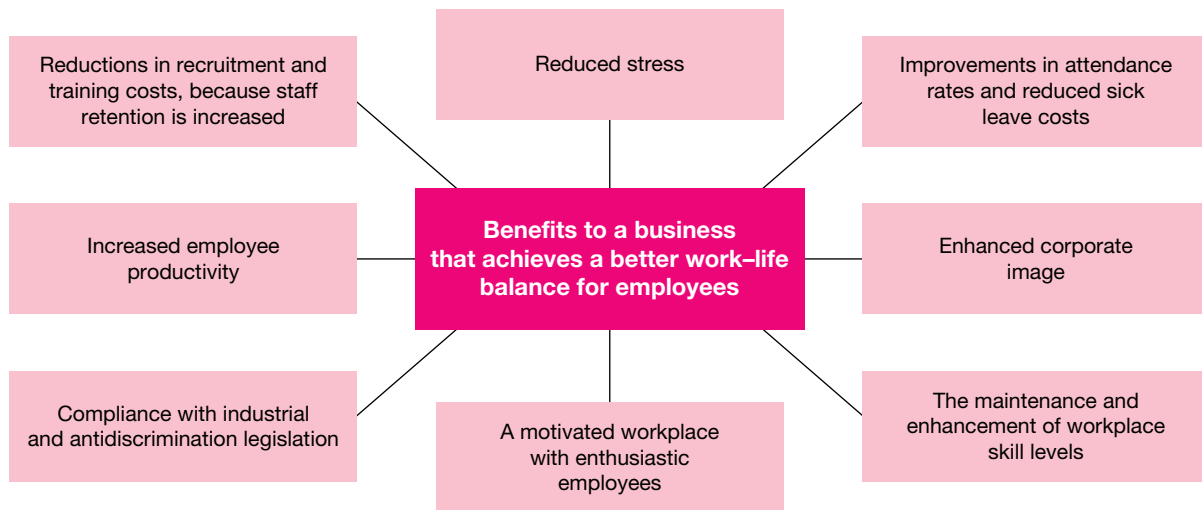 Reductions in recruitment and
training costs, because staff
retention is increased
Reduced stress
Improvements in attendance
rates and reduced sick
leave costs
Increased employee
productivity
Benefits to a business
that achieves a better work–life
balance for employees
Enhanced corporate
image
Compliance with industrial
and antidiscrimination legislation
A motivated workplace
with enthusiastic
employees
The maintenance and
enhancement of workplace
skill levels